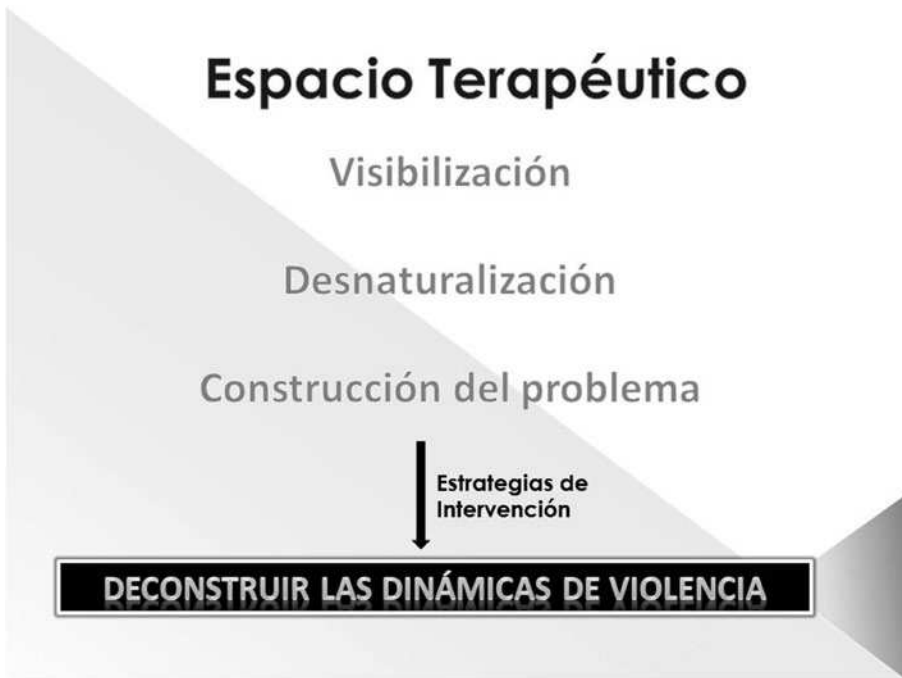 Espacio Terapéutico
Visibilización
Desnaturalización
Construcción del problema
Estrategias de
Intervención
DECONSTRUIR LAS DINÁMICAS DE VIOLENCIA